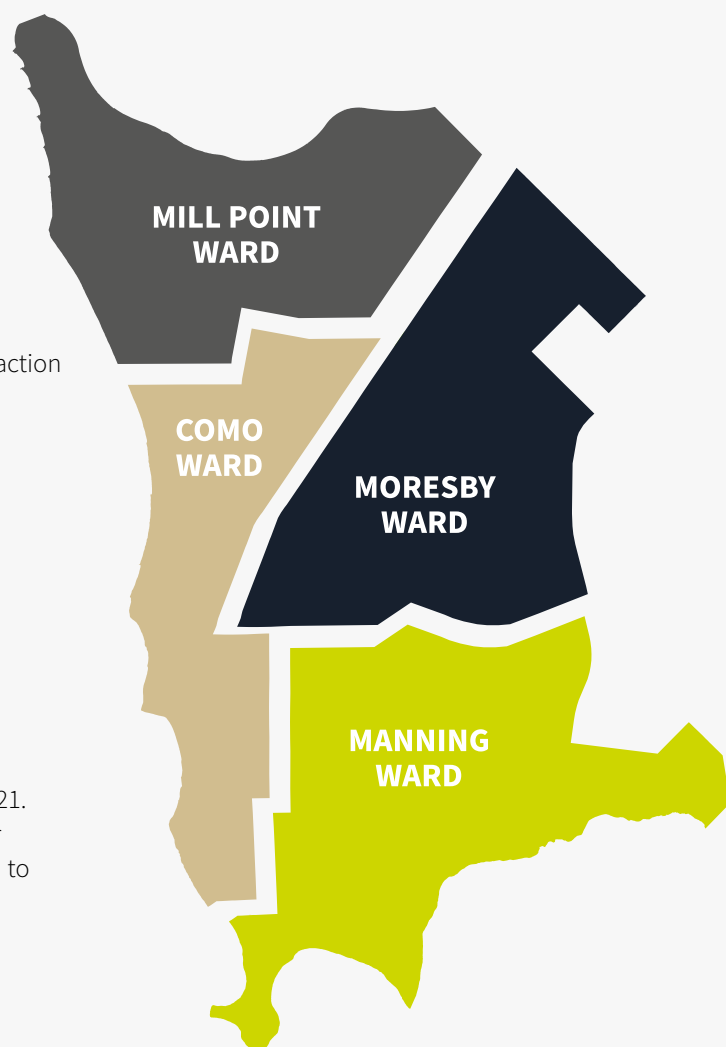 MILL POINT
WARD
action
COMO
WARD
MORESBY
WARD
MANNING
WARD
21.
to